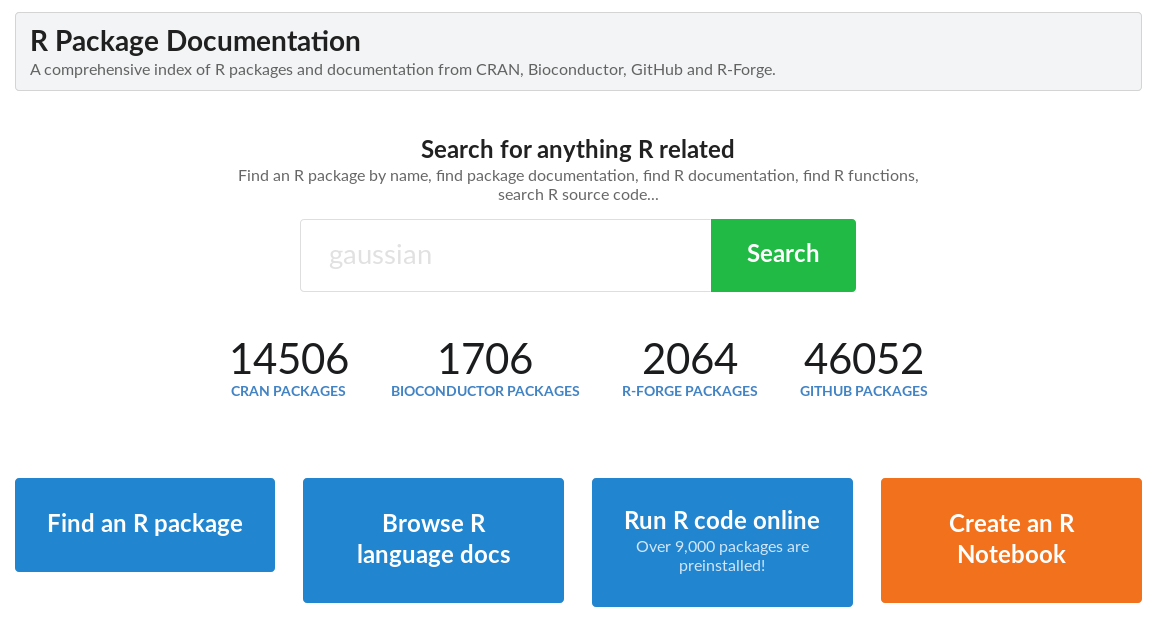 R Package Documentation
A comprehensive index of R packages and documentation from CRAN, Bioconductor, GitHub and R-Forge.
Search for anything R related
Find an R package by name, find package documentation, find R documentation, find R functions,
search R source code...
gaussian
Search
14506
CRAN PACKAGES
1706
BIOCONDUCTOR PACKAGES
2064
R-FORGE PACKAGES
46052
GITHUB PACKAGES
Find an R package
Browse R
language docs
Run R code online
Over 9,000 packages are
preinstalled!
Create an R
Notebook